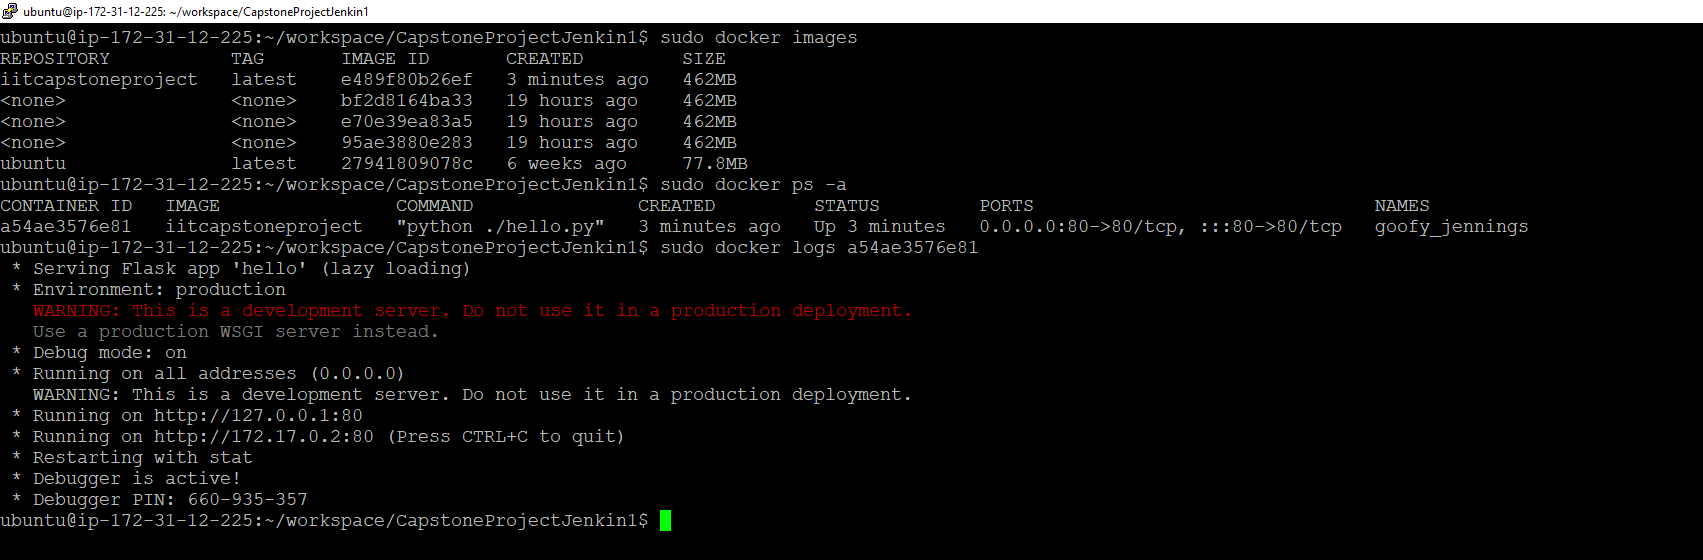 ubuntu@ip-172-31-12-225: ~/workspace/CapstoneProjectJenkin1
ubuntu@ip-172-31-12-225:~/workspace/CapstoneProjectJenkin1$ sudo docker images
REPOSITORY TAG IMAGE ID CREATED SIZE
iitcapstoneproject latest e489f80b26ef 3 minutes ago 462MB
<none> <none> bf2d8164ba33 19 hours ago 462MB
<none> <none> e70e39ea83a5 19 hours ago 462MB
<none> <none> 95ae3880e283 19 hours ago 462MB
ubuntu latest 27941809078c 6 weeks ago 77.8MB
ubuntu@ip-172-31-12-225:~/workspace/CapstoneProjectJenkin1$ sudo docker ps -a
CONTAINER ID IMAGE COMMAND CREATED STATUS PORTS NAMES
a54ae3576e81 iitcapstoneproject "python ./hello.py" 3 minutes ago Up 3 minutes 0.0.0.0:80->80/tcp, :::80->80/tcp goofy_jennings
ubuntu@ip-172-31-12-225:~/workspace/CapstoneProjectJenkin1$ sudo docker logs a54ae3576e81
* Serving Flask app 'hello' (lazy loading)
* Environment: production
WARNING: This is a development server. Do not use it in a production deployment.
Use a production WSGI server instead.
* Debug mode: on
* Running on all addresses (0.0.0.0)
WARNING: This is a development server. Do not use it in a production deployment.
* Running on http://127.0.0.1:80
* Running on http://172.17.0.2:80 (Press CTRL+C to quit)
* Restarting with stat
* Debugger is active!
* Debugger PIN: 660-935-357
ubuntu@ip-172-31-12-225:~/workspace/CapstoneProjectJenkin1$